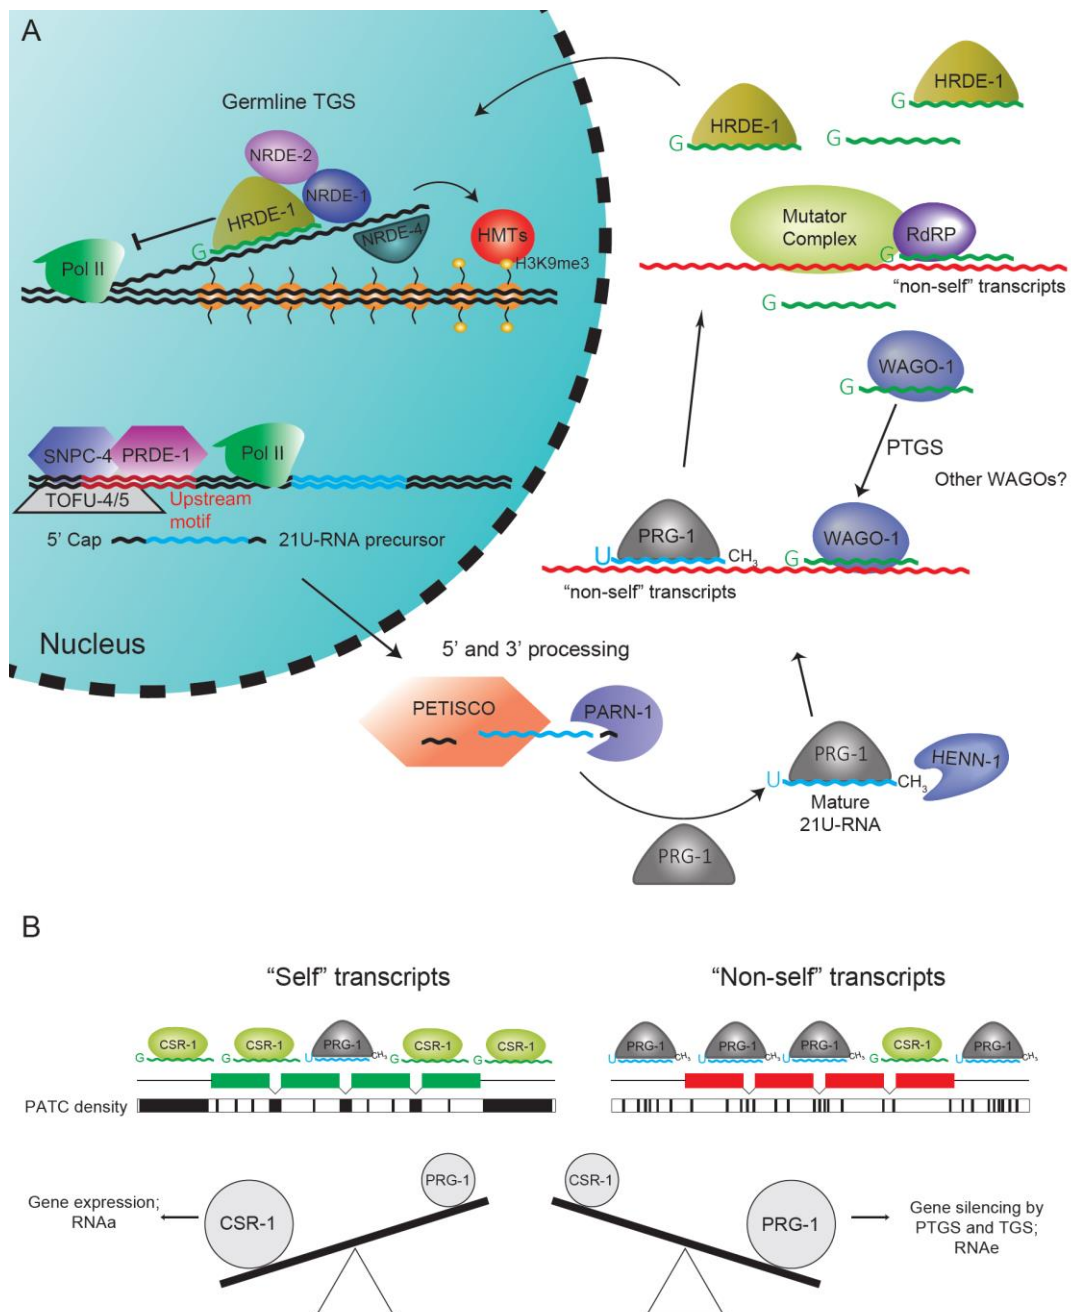 A
Germline TGS
NRDE-2
NRDE-1
HRDE-1
G
NRDE-4
HMTs
H3K9me3
Pol II
HRDE-1
G
HRDE-1
G
G
Mutator
Complex
RdRP
G
"non-self" transcripts
G
WAGO-1
G
PTGS
Other WAGOs?
WAGO-1
G
PRG-1
U
CH3
"non-self" transcripts
SNPC-4
PRDE-1
Pol II
TOFU-4/5
Upstream
motif
5' Cap
21U-RNA precursor
Nucleus
5' and 3' processing
PETISCO
PARN-1
PRG-1
PRG-1
U
CH3
HENN-1
Mature
21U-RNA
B
"Self" transcripts
"Non-self" transcripts
CSR-1
G
CSR-1
G
PRG-1
U
CH3
CSR-1
G
CSR-1
G
PRG-1
U
CH3
PRG-1
U
CH3
PRG-1
U
CH3
CSR-1
G
PRG-1
U
CH3
PATC density
Gene expression;
RNAa
CSR-1
PRG-1
CSR-1
PRG-1
Gene silencing by
PTGS and TGS;
RNAe